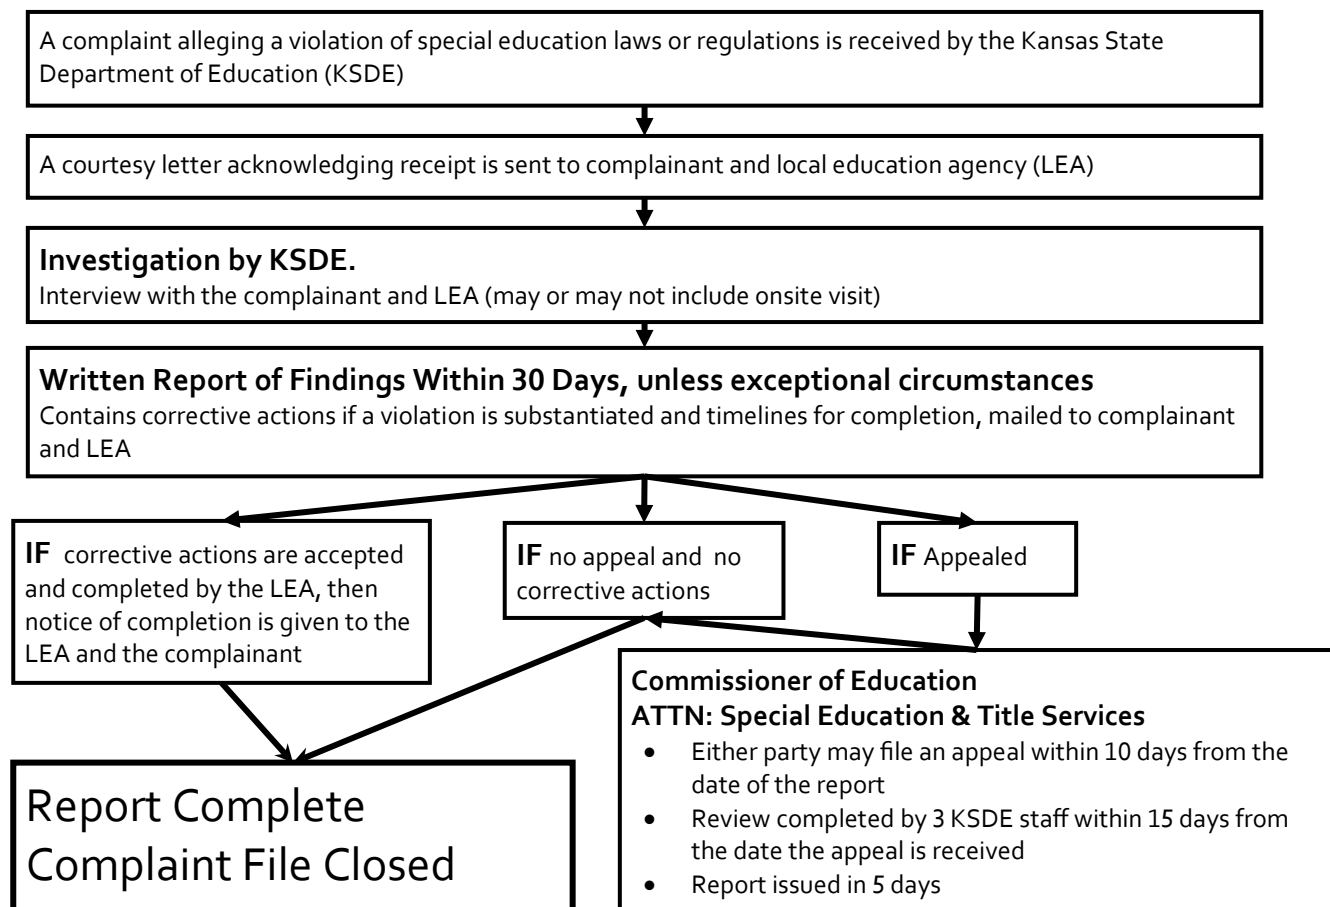 A complaint alleging a violation of special education laws or regulations is received by the Kansas State
Department of Education (KSDE)
A courtesy letter acknowledging receipt is sent to complainant and local education agency (LEA)
Investigation by KSDE.
Interview with the complainant and LEA (may or may not include onsite visit)
Written Report of Findings Within 30 Days, unless exceptional circumstances
Contains corrective actions if a violation is substantiated and timelines for completion, mailed to complainant
and LEA
IF corrective actions are accepted
and completed by the LEA, then
notice of completion is given to the
LEA and the complainant
IF no appeal and no
corrective actions
IF Appealed
Commissioner of Education
ATTN: Special Education & Title Services
• Either party may file an appeal within 10 days from the
date of the report
• Review completed by 3 KSDE staff within 15 days from
the date the appeal is received
• Report issued in 5 days
Report Complete
Complaint File Closed